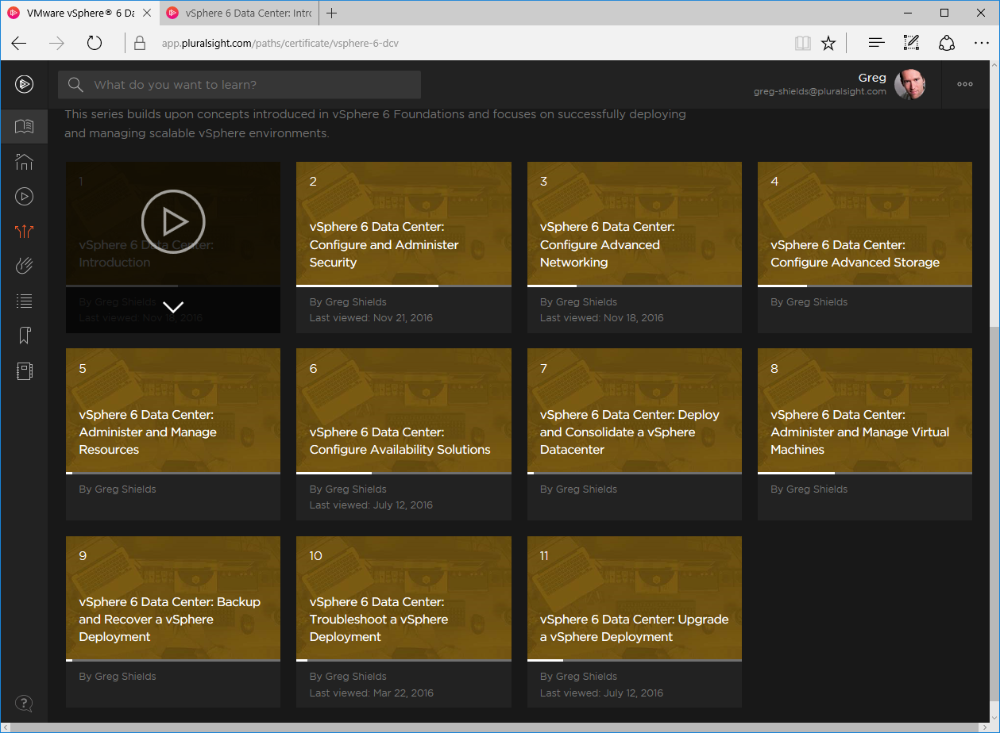 VMware vSphere® 6 Da
vSphere 6 Data Center: Intro
app.pluralsight.com/paths/certificate/vsphere-6-dcv
What do you want to learn?
Greg
greg-shields@pluralsight.com
This series builds upon concepts introduced in vSphere 6 Foundations and focuses on successfully deploying
and managing scalable vSphere environments.
1
vSphere 6 Data Center:
Introduction
By Greg Shields
Last viewed: Nov 18, 2016
2
vSphere 6 Data Center:
Configure and Administer
Security
By Greg Shields
Last viewed: Nov 21, 2016
3
vSphere 6 Data Center:
Configure Advanced
Networking
By Greg Shields
Last viewed: Nov 18, 2016
4
vSphere 6 Data Center:
Configure Advanced Storage
By Greg Shields
5
vSphere 6 Data Center:
Administer and Manage
Resources
By Greg Shields
6
vSphere 6 Data Center:
Configure Availability Solutions
By Greg Shields
Last viewed: July 12, 2016
7
vSphere 6 Data Center: Deploy
and Consolidate a vSphere
Datacenter
By Greg Shields
8
vSphere 6 Data Center:
Administer and Manage Virtual
Machines
By Greg Shields
9
vSphere 6 Data Center: Backup
and Recover a vSphere
Deployment
By Greg Shields
10
vSphere 6 Data Center:
Troubleshoot a vSphere
Deployment
By Greg Shields
Last viewed: Mar 22, 2016
11
vSphere 6 Data Center: Upgrade
a vSphere Deployment
By Greg Shields
Last viewed: July 12, 2016
?